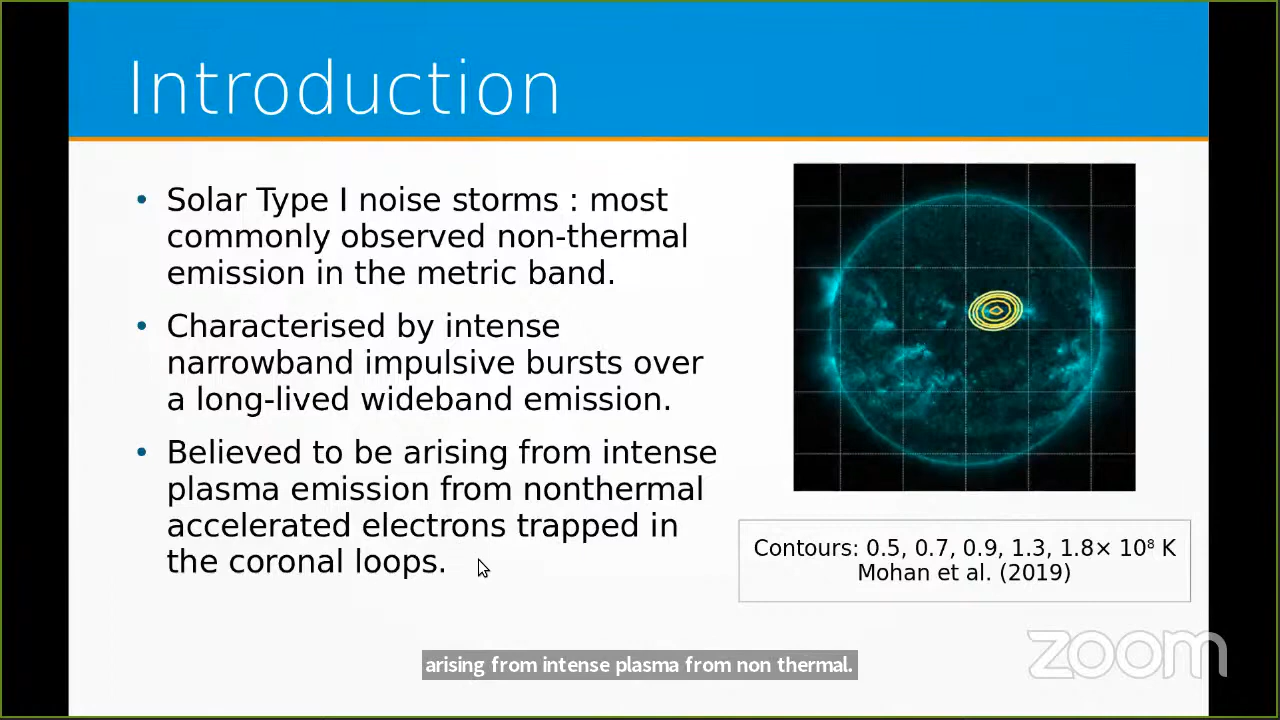 Introduction
• Solar Type I noise storms : most
commonly observed non-thermal
emission in the metric band.
• Characterised by intense
narrowband impulsive bursts over
a long-lived wideband emission.
• Believed to be arising from intense
plasma emission from nonthermal
accelerated electrons trapped in
the coronal loops.
Contours: 0.5, 0.7, 0.9, 1.3, 1.8× 10⁸ K
Mohan et al. (2019)
arising from intense plasma from non thermal.
zoom